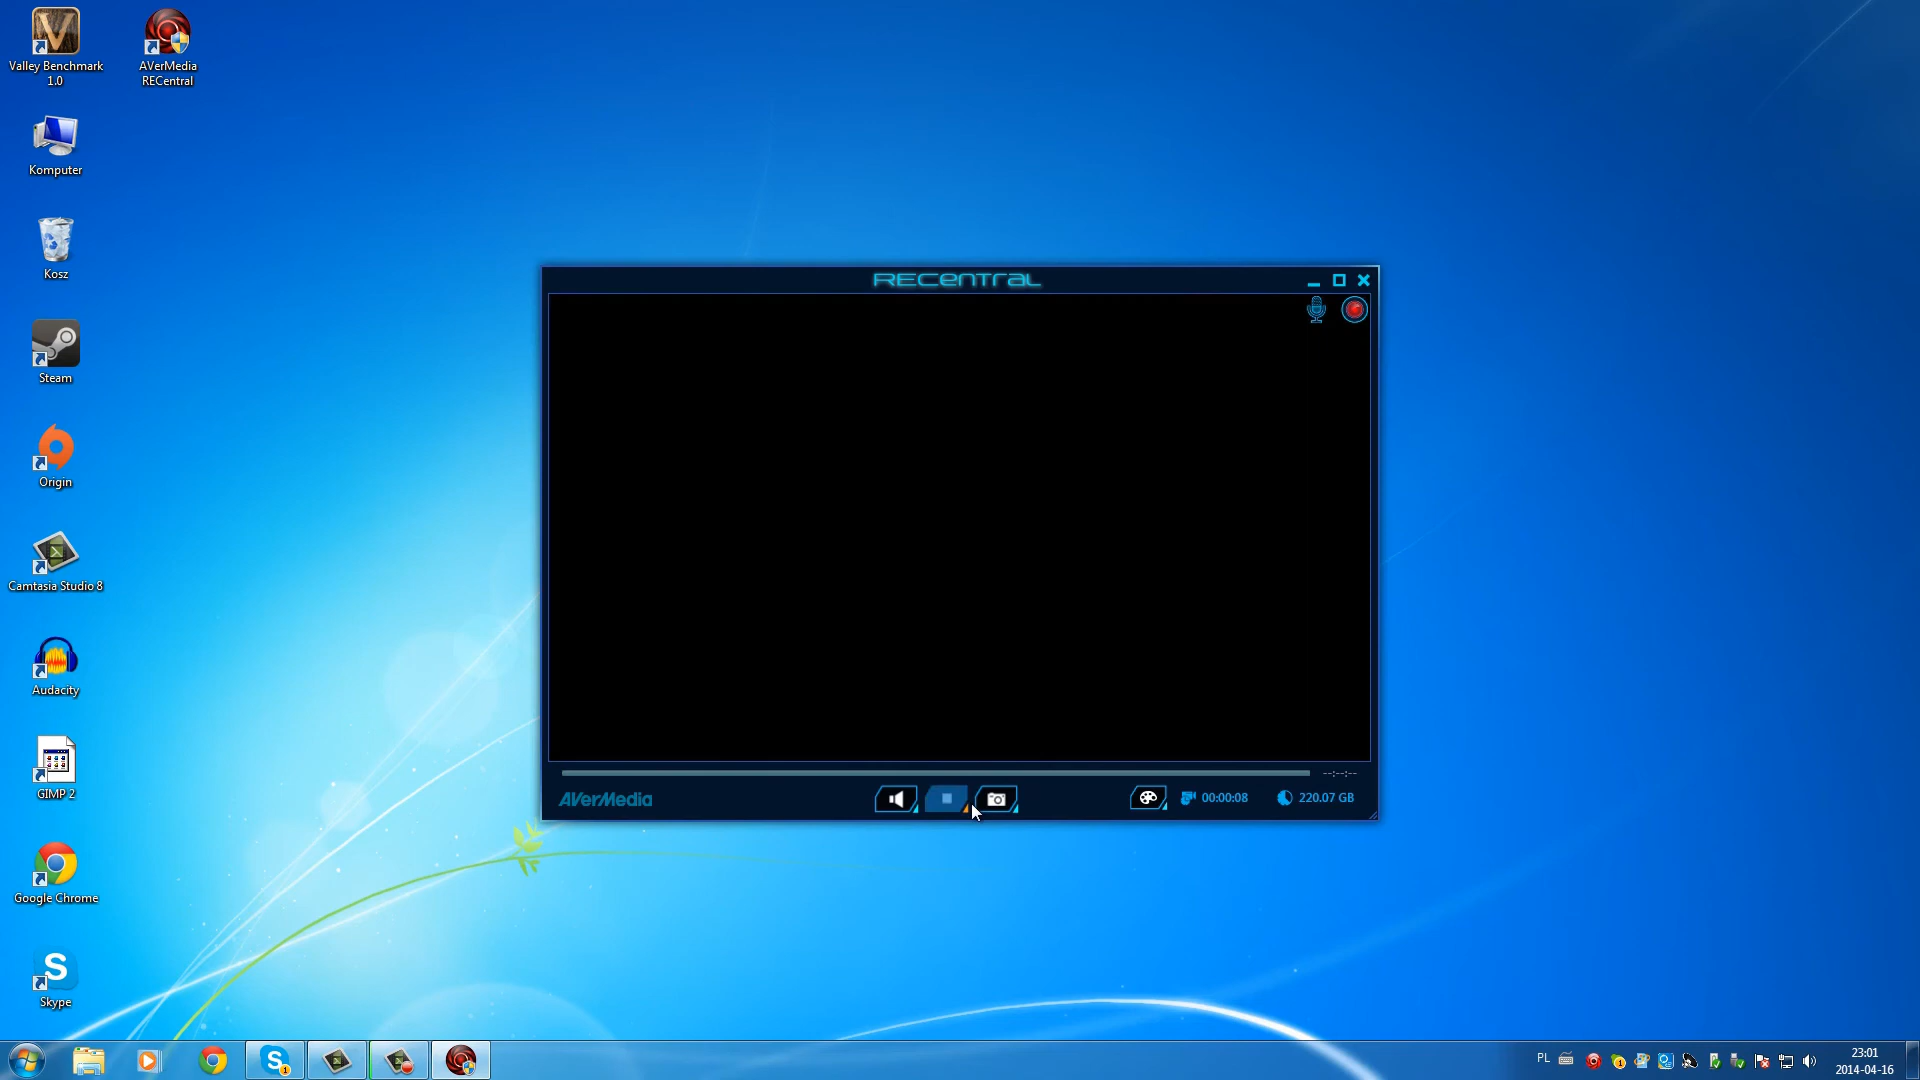 Valley Benchmark
1.0
AVerMedia
RECentral
Komputer
Kosz
Steam
Origin
Camtasia Studio 8
Audacity
GIMP 2
Google Chrome
S
Skype
RECentral
--:--:--
AVerMedia
00:00:08
220.07 GB
S
1
PL
23:01
2014-04-16